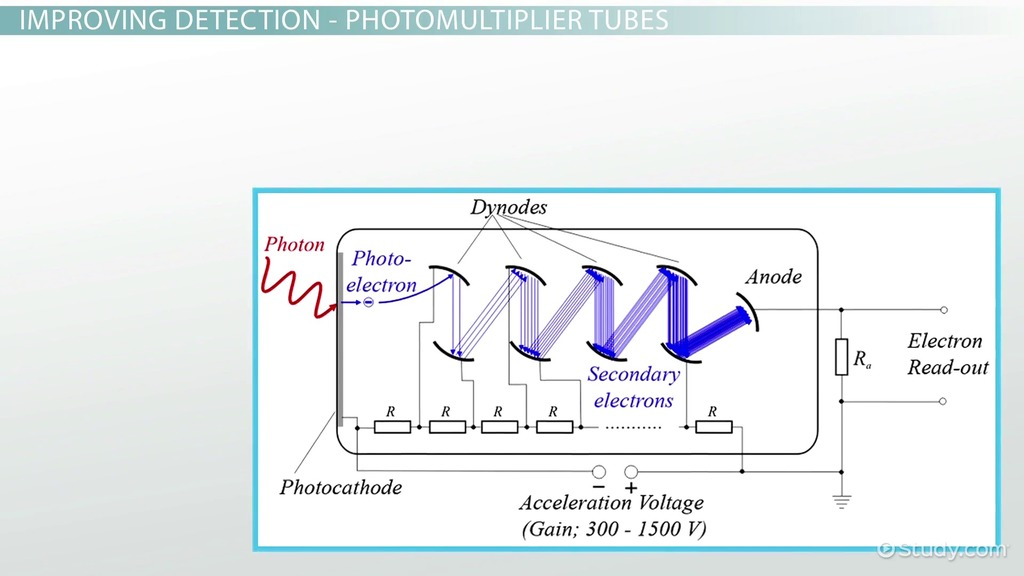 IMPROVING DETECTION - PHOTOMULTIPLIER TUBES
Dynodes
Photon
Photo-
electron
Anode
Electron
Read-out
Ra
Secondary
electrons
R R R R R
Photocathode
- +
Acceleration Voltage
(Gain; 300 - 1500 V)
Study.com